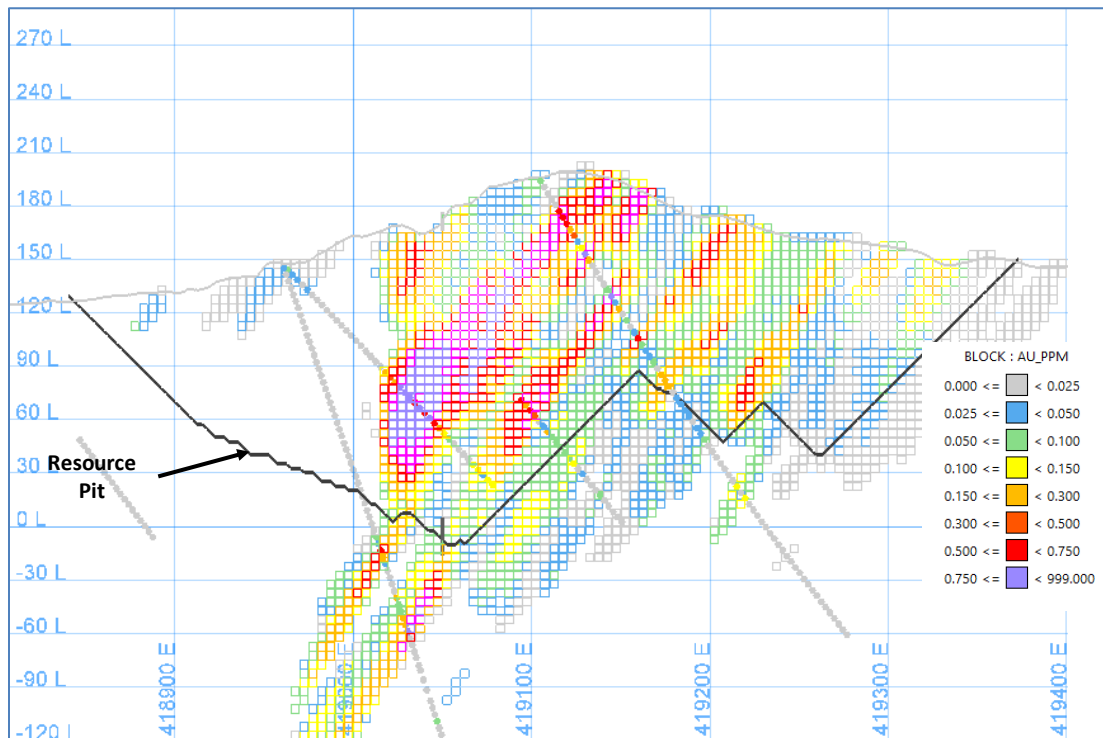 270 L
240 L
210 L
180 L
150 L
120 L
90 L
60 L
30 L
0 L
-30 L
-60 L
-90 L
-120 L
Resource
Pit
BLOCK : AU_PPM
0.000 <= < 0.025
0.025 <= < 0.050
0.050 <= < 0.100
0.100 <= < 0.150
0.150 <= < 0.300
0.300 <= < 0.500
0.500 <= < 0.750
0.750 <= < 999.000
418900 E
419000 E
419100 E
419200 E
419300 E
419400 E